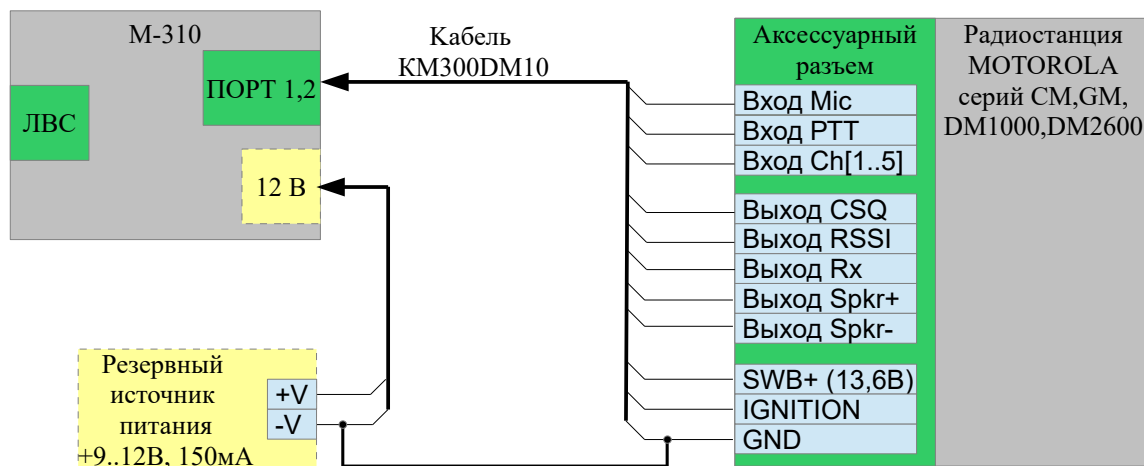 М-310
ПОРТ 1,2
ЛВС
12 В
Кабель
КМ300DM10
Резервный
источник
питания
+9..12В, 150мА
+V
-V
Аксессуарный
разъем
Вход Mic
Вход PTT
Вход Ch[1..5]
Выход CSQ
Выход RSSI
Выход Rx
Выход Spkr+
Выход Spkr-
SWB+ (13,6В)
IGNITION
GND
Радиостанция
MOTOROLA
серий CM,GM,
DM1000,DM2600